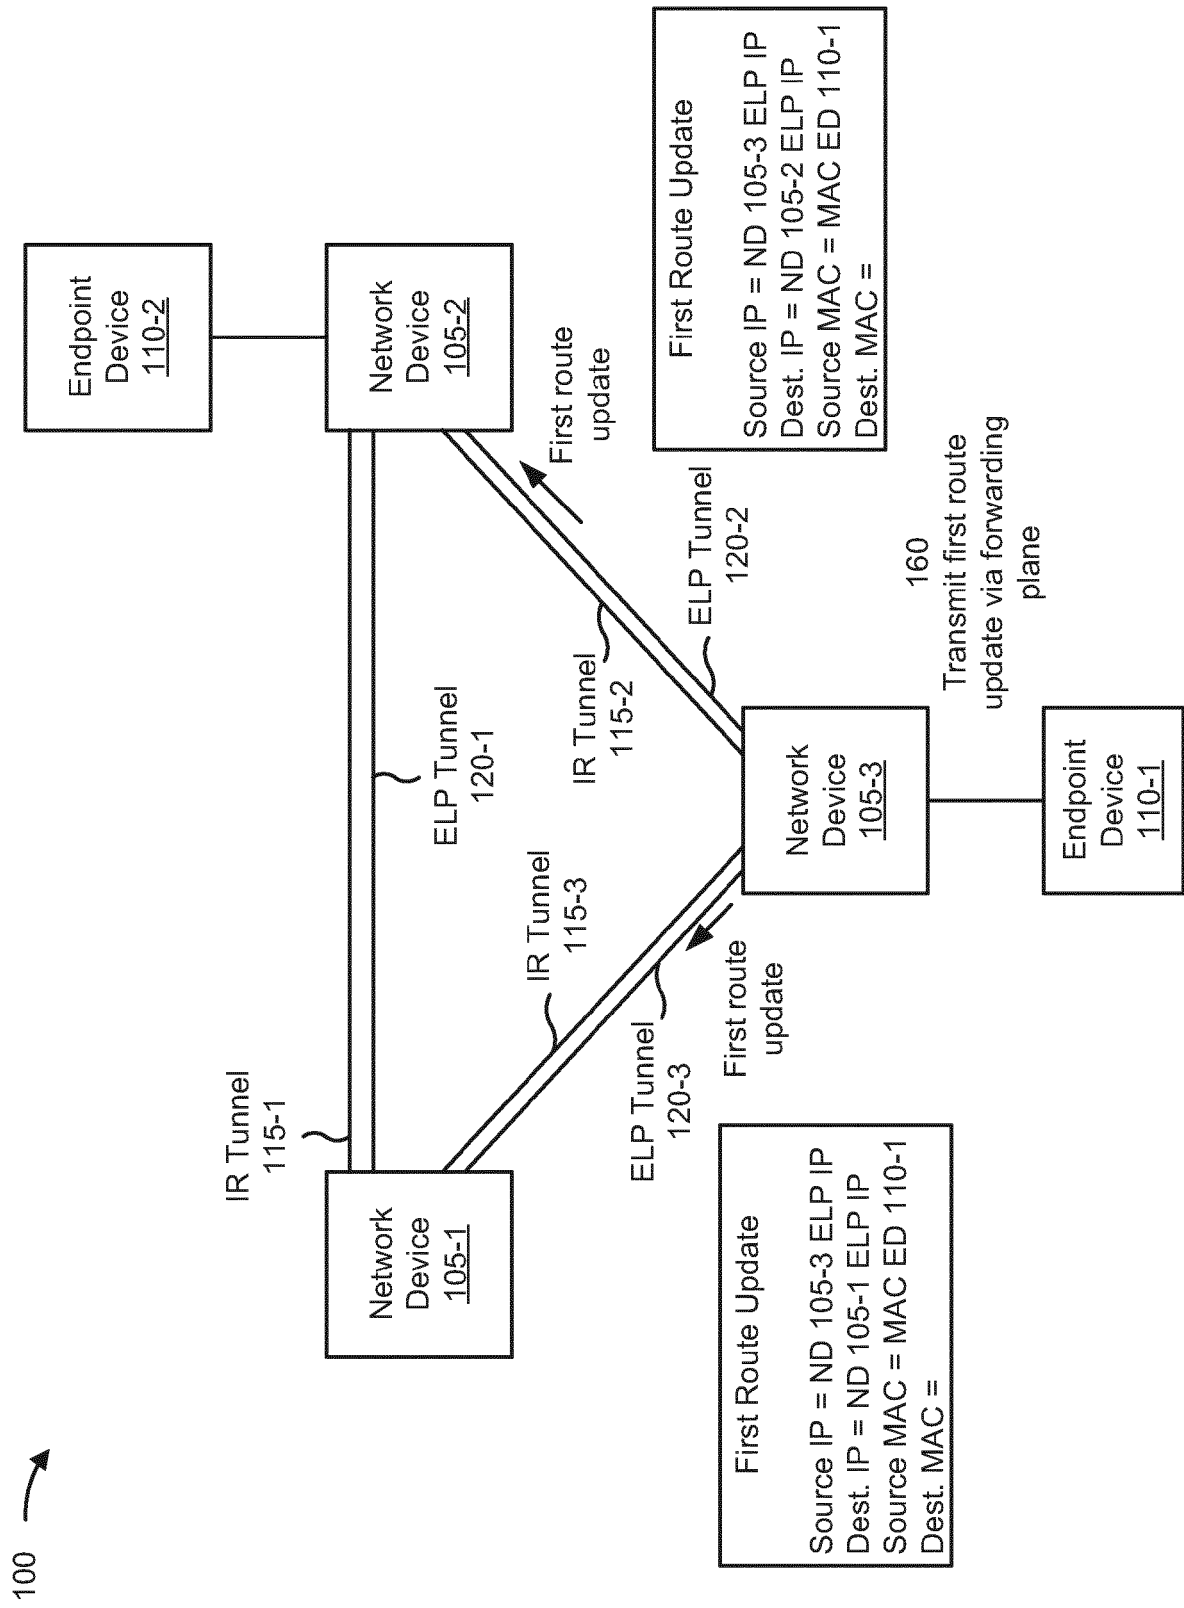 100
Network
Device
105-1
IR Tunnel
115-1
ELP Tunnel
120-1
Endpoint
Device
110-2
Network
Device
105-2
IR Tunnel
115-3
ELP Tunnel
120-3
First route
update
IR Tunnel
115-2
ELP Tunnel
120-2
First route
update
Network
Device
105-3
Endpoint
Device
110-1
160
Transmit first route
update via forwarding
plane
First Route Update
Source IP = ND 105-3 ELP IP
Dest. IP = ND 105-1 ELP IP
Source MAC = MAC ED 110-1
Dest. MAC =
First Route Update
Source IP = ND 105-3 ELP IP
Dest. IP = ND 105-2 ELP IP
Source MAC = MAC ED 110-1
Dest. MAC =